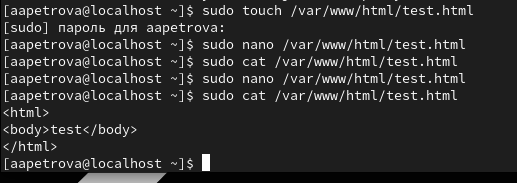 [aapetrova@localhost ~]$ sudo touch /var/www/html/test.html
[sudo] пароль для aapetrova:
[aapetrova@localhost ~]$ sudo nano /var/www/html/test.html
[aapetrova@localhost ~]$ sudo cat /var/www/html/test.html
[aapetrova@localhost ~]$ sudo nano /var/www/html/test.html
[aapetrova@localhost ~]$ sudo cat /var/www/html/test.html
<html>
<body>test</body>
</html>
[aapetrova@localhost ~]$